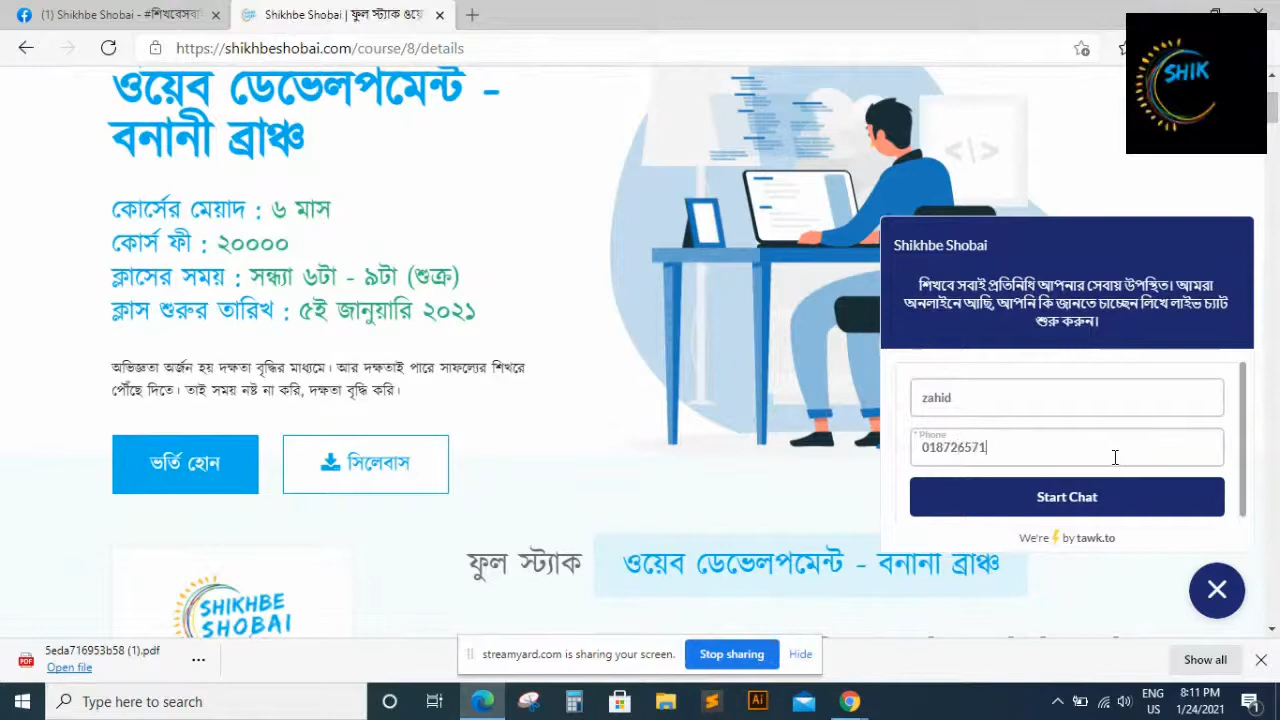 (1) Shikhbe Shobai - #শিখবেসবা
Shikhbe Shobai | ফুল স্ট্যাক ওয়ে
https://shikhbeshobai.com/course/8/details
SHIK
ওয়েব ডেভেলপমেন্ট -
বনানী ব্রাঞ্চ
কোর্সের মেয়াদ : ৬ মাস
কোর্স ফী : ২০০০০
ক্লাসের সময় : সন্ধ্যা ৬টা - ৯টা (শুক্র)
ক্লাস শুরুর তারিখ : ৫ই জানুয়ারি ২০২১
অভিজ্ঞতা অর্জন হয় দক্ষতা বৃদ্ধির মাধ্যমে। আর দক্ষতাই পারে সাফল্যের শিখরে
পৌঁছে দিতে। তাই সময় নষ্ট না করি, দক্ষতা বৃদ্ধি করি।
ভর্তি হোন
সিলেবাস
Shikhbe Shobai
শিখবে সবাই প্রতিনিধি আপনার সেবায় উপস্থিত। আমরা
অনলাইনে আছি, আপনি কি জানতে চাচ্ছেন লিখে লাইভ চ্যাট
শুরু করুন।
zahid
* Phone
018726571
Start Chat
We're by tawk.to
ফুল স্ট্যাক ওয়েব ডেভেলপমেন্ট - বনানী ব্রাঞ্চ
SHIKHBE
SHOBAI
5eda716953b58 (1).pdf
Open file
streamyard.com is sharing your screen.
Stop sharing
Hide
Show all
Type here to search
ENG
US
8:11 PM
1/24/2021